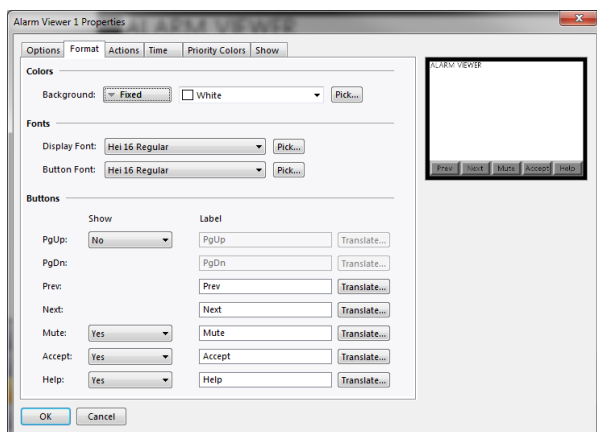 Alarm Viewer 1 Properties
Options Format Actions Time Priority Colors Show
Colors
Background: Fixed White Pick...
Fonts
Display Font: Hei 16 Regular Pick...
Button Font: Hei 16 Regular Pick...
Buttons
Show Label
PgUp: No PgUp Translate...
PgDn: PgDn Translate...
Prev: Prev Translate...
Next: Next Translate...
Mute: Yes Mute Translate...
Accept: Yes Accept Translate...
Help: Yes Help Translate...
OK Cancel
ALARM VIEWER
Prev Next Mute Accept Help